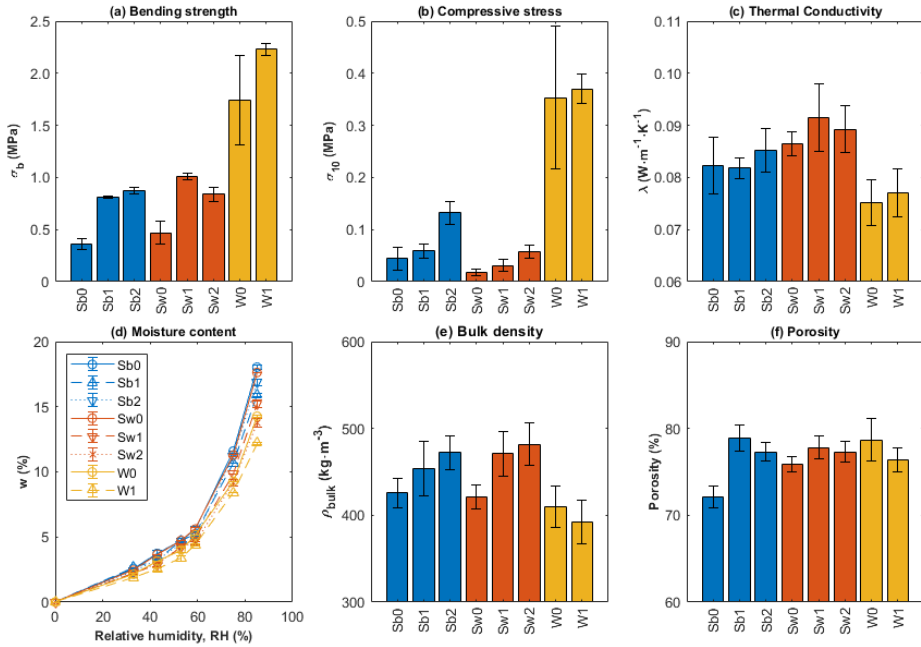 (a) Bending strength
2.5
2.0
1.5
1.0
0.5
0
σb (MPa)
Sb0 Sb1 Sb2 Sw0 Sw1 Sw2 W0 W1
(b) Compressive stress
0.5
0.4
0.3
0.2
0.1
0
σ10 (MPa)
Sb0 Sb1 Sb2 Sw0 Sw1 Sw2 W0 W1
(c) Thermal Conductivity
0.11
0.10
0.09
0.08
0.07
0.06
λ (W·m-1·K-1)
Sb0 Sb1 Sb2 Sw0 Sw1 Sw2 W0 W1
(d) Moisture content
20
15
10
5
0
w (%)
Sb0
Sb1
Sb2
Sw0
Sw1
Sw2
W0
W1
0 20 40 60 80 100
Relative humidity, RH (%)
(e) Bulk density
600
500
400
300
ρbulk (kg·m-3)
Sb0 Sb1 Sb2 Sw0 Sw1 Sw2 W0 W1
(f) Porosity
90
80
70
60
Porosity (%)
Sb0 Sb1 Sb2 Sw0 Sw1 Sw2 W0 W1